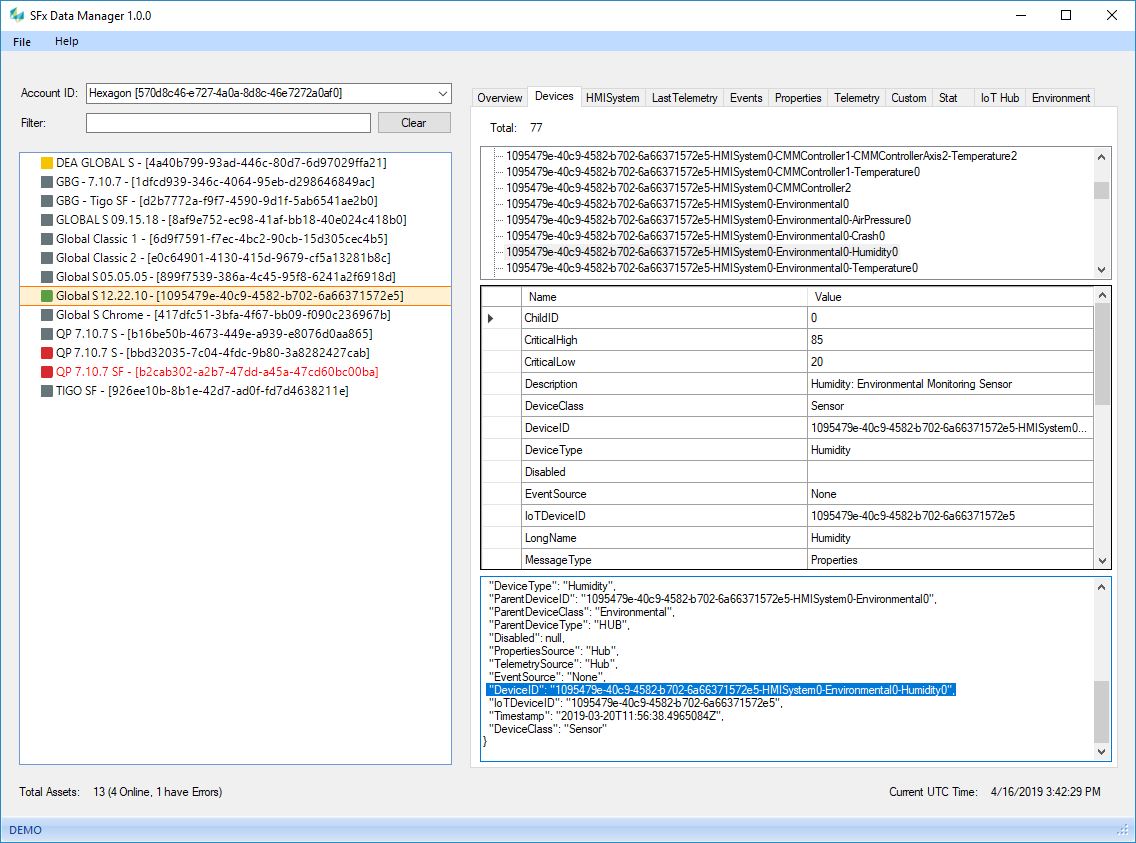 SFx Data Manager 1.0.0
File Help
Account ID: Hexagon [570d8c46-e727-4a0a-8d8c-46e7272a0af0]
Filter: Clear
DEA GLOBAL S - [4a40b799-93ad-446c-80d7-6d97029ffa21]
GBG - 7.10.7 - [1dfcd939-346c-4064-95eb-d298646849ac]
GBG - Tigo SF - [d2b7772a-f9f7-4590-9d1f-5ab6541ae2b0]
GLOBAL S 09.15.18 - [8af9e752-ec98-41af-bb18-40e024c418b0]
Global Classic 1 - [6d9f7591-f7ec-4bc2-90cb-15d305cec4b5]
Global Classic 2 - [e0c64901-4130-415d-9679-cf5a13281b8c]
Global S 05.05.05 - [899f7539-386a-4c45-95f8-6241a2f6918d]
Global S 12.22.10 - [1095479e-40c9-4582-b702-6a66371572e5]
Global S Chrome - [417dfc51-3bfa-4f67-bb09-f090c236967b]
QP 7.10.7 S - [b16be50b-4673-449e-a939-e8076d0aa865]
QP 7.10.7 S - [bbd32035-7c04-4fdc-9b80-3a8282427cab]
QP 7.10.7 SF - [b2cab302-a2b7-47dd-a45a-47cd60bc00ba]
TIGO SF - [926ee10b-8b1e-42d7-ad0f-fd7d4638211e]
Overview Devices HMISystem LastTelemetry Events Properties Telemetry Custom Stat IoT Hub Environment
Total: 77
1095479e-40c9-4582-b702-6a66371572e5-HMISystem0-CMMController1-CMMControllerAxis2-Temperature2
1095479e-40c9-4582-b702-6a66371572e5-HMISystem0-CMMController1-Temperature0
1095479e-40c9-4582-b702-6a66371572e5-HMISystem0-CMMController2
1095479e-40c9-4582-b702-6a66371572e5-HMISystem0-Environmental0
1095479e-40c9-4582-b702-6a66371572e5-HMISystem0-Environmental0-AirPressure0
1095479e-40c9-4582-b702-6a66371572e5-HMISystem0-Environmental0-Crash0
1095479e-40c9-4582-b702-6a66371572e5-HMISystem0-Environmental0-Humidity0
1095479e-40c9-4582-b702-6a66371572e5-HMISystem0-Environmental0-Temperature0
Name Value
ChildID 0
CriticalHigh 85
CriticalLow 20
Description Humidity: Environmental Monitoring Sensor
DeviceClass Sensor
DeviceID 1095479e-40c9-4582-b702-6a66371572e5-HMISystem0...
DeviceType Humidity
Disabled
EventSource None
IoTDeviceID 1095479e-40c9-4582-b702-6a66371572e5
LongName Humidity
MessageType Properties
"DeviceType": "Humidity",
"ParentDeviceID": "1095479e-40c9-4582-b702-6a66371572e5-HMISystem0-Environmental0",
"ParentDeviceClass": "Environmental",
"ParentDeviceType": "HUB",
"Disabled": null,
"PropertiesSource": "Hub",
"TelemetrySource": "Hub",
"EventSource": "None",
"DeviceID": "1095479e-40c9-4582-b702-6a66371572e5-HMISystem0-Environmental0-Humidity0",
"IoTDeviceID": "1095479e-40c9-4582-b702-6a66371572e5",
"Timestamp": "2019-03-20T11:56:38.4965084Z",
"DeviceClass": "Sensor"
}
Total Assets: 13 (4 Online, 1 have Errors)
Current UTC Time: 4/16/2019 3:42:29 PM
DEMO